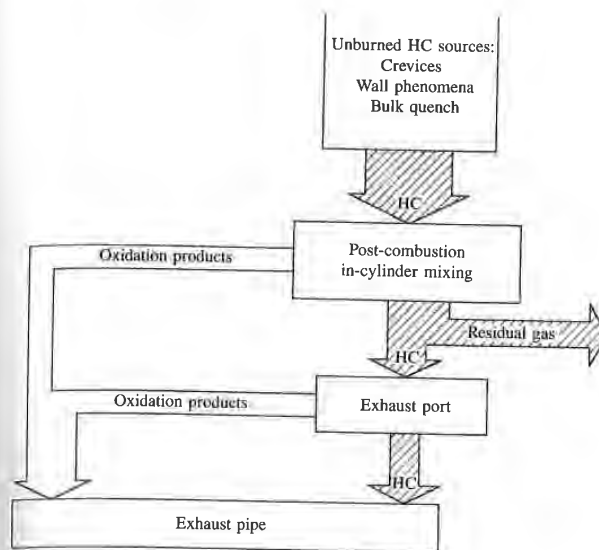 Unburned HC sources:
Crevices
Wall phenomena
Bulk quench
HC
Oxidation products
Post-combustion
in-cylinder mixing
Residual gas
HC
Oxidation products
Exhaust port
HC
Exhaust pipe